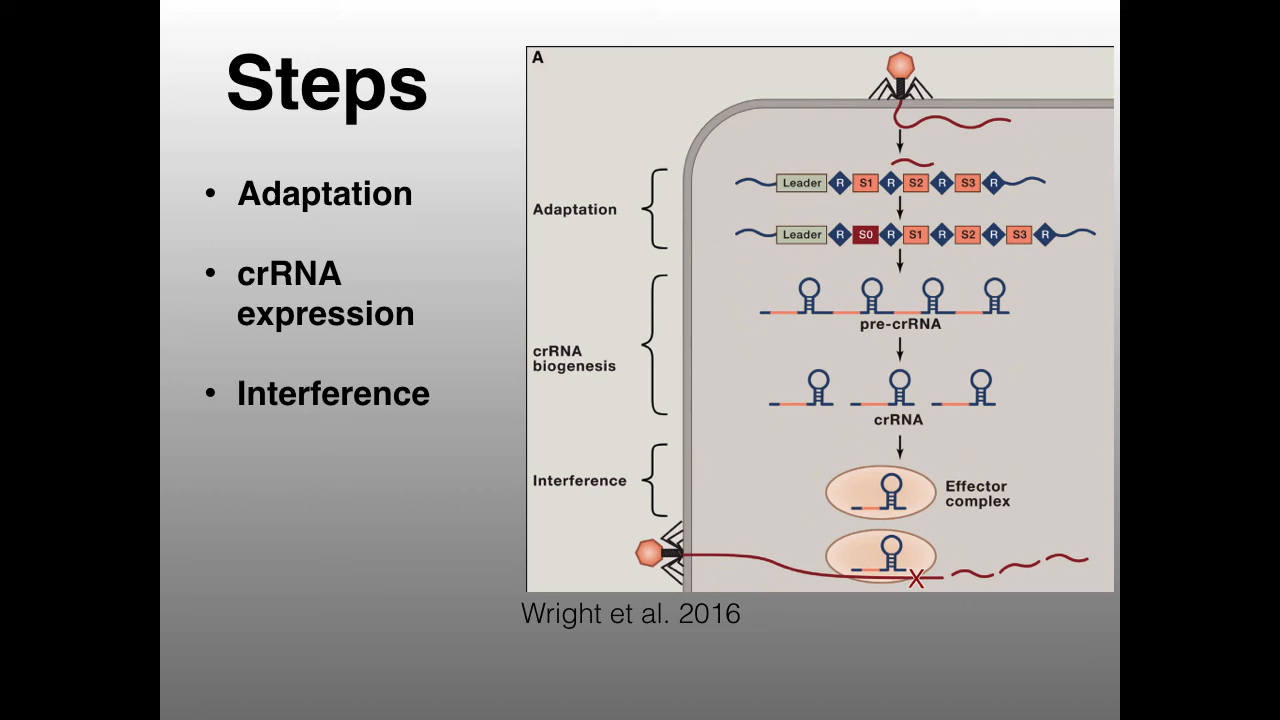 Steps
• Adaptation
• crRNA
expression
• Interference
A
Adaptation
Leader R S1 R S2 R S3 R
Leader R S0 R S1 R S2 R S3 R
crRNA
biogenesis
pre-crRNA
crRNA
Interference
Effector
complex
X
Wright et al. 2016